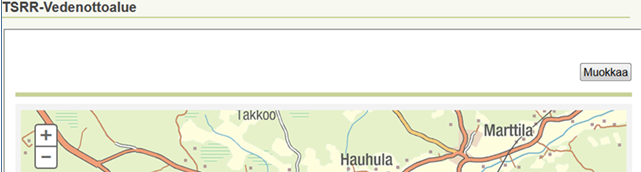 TSRR-Vedenottoalue
Muokkaa
+
Takkoo
Marttila
−
Hauhula